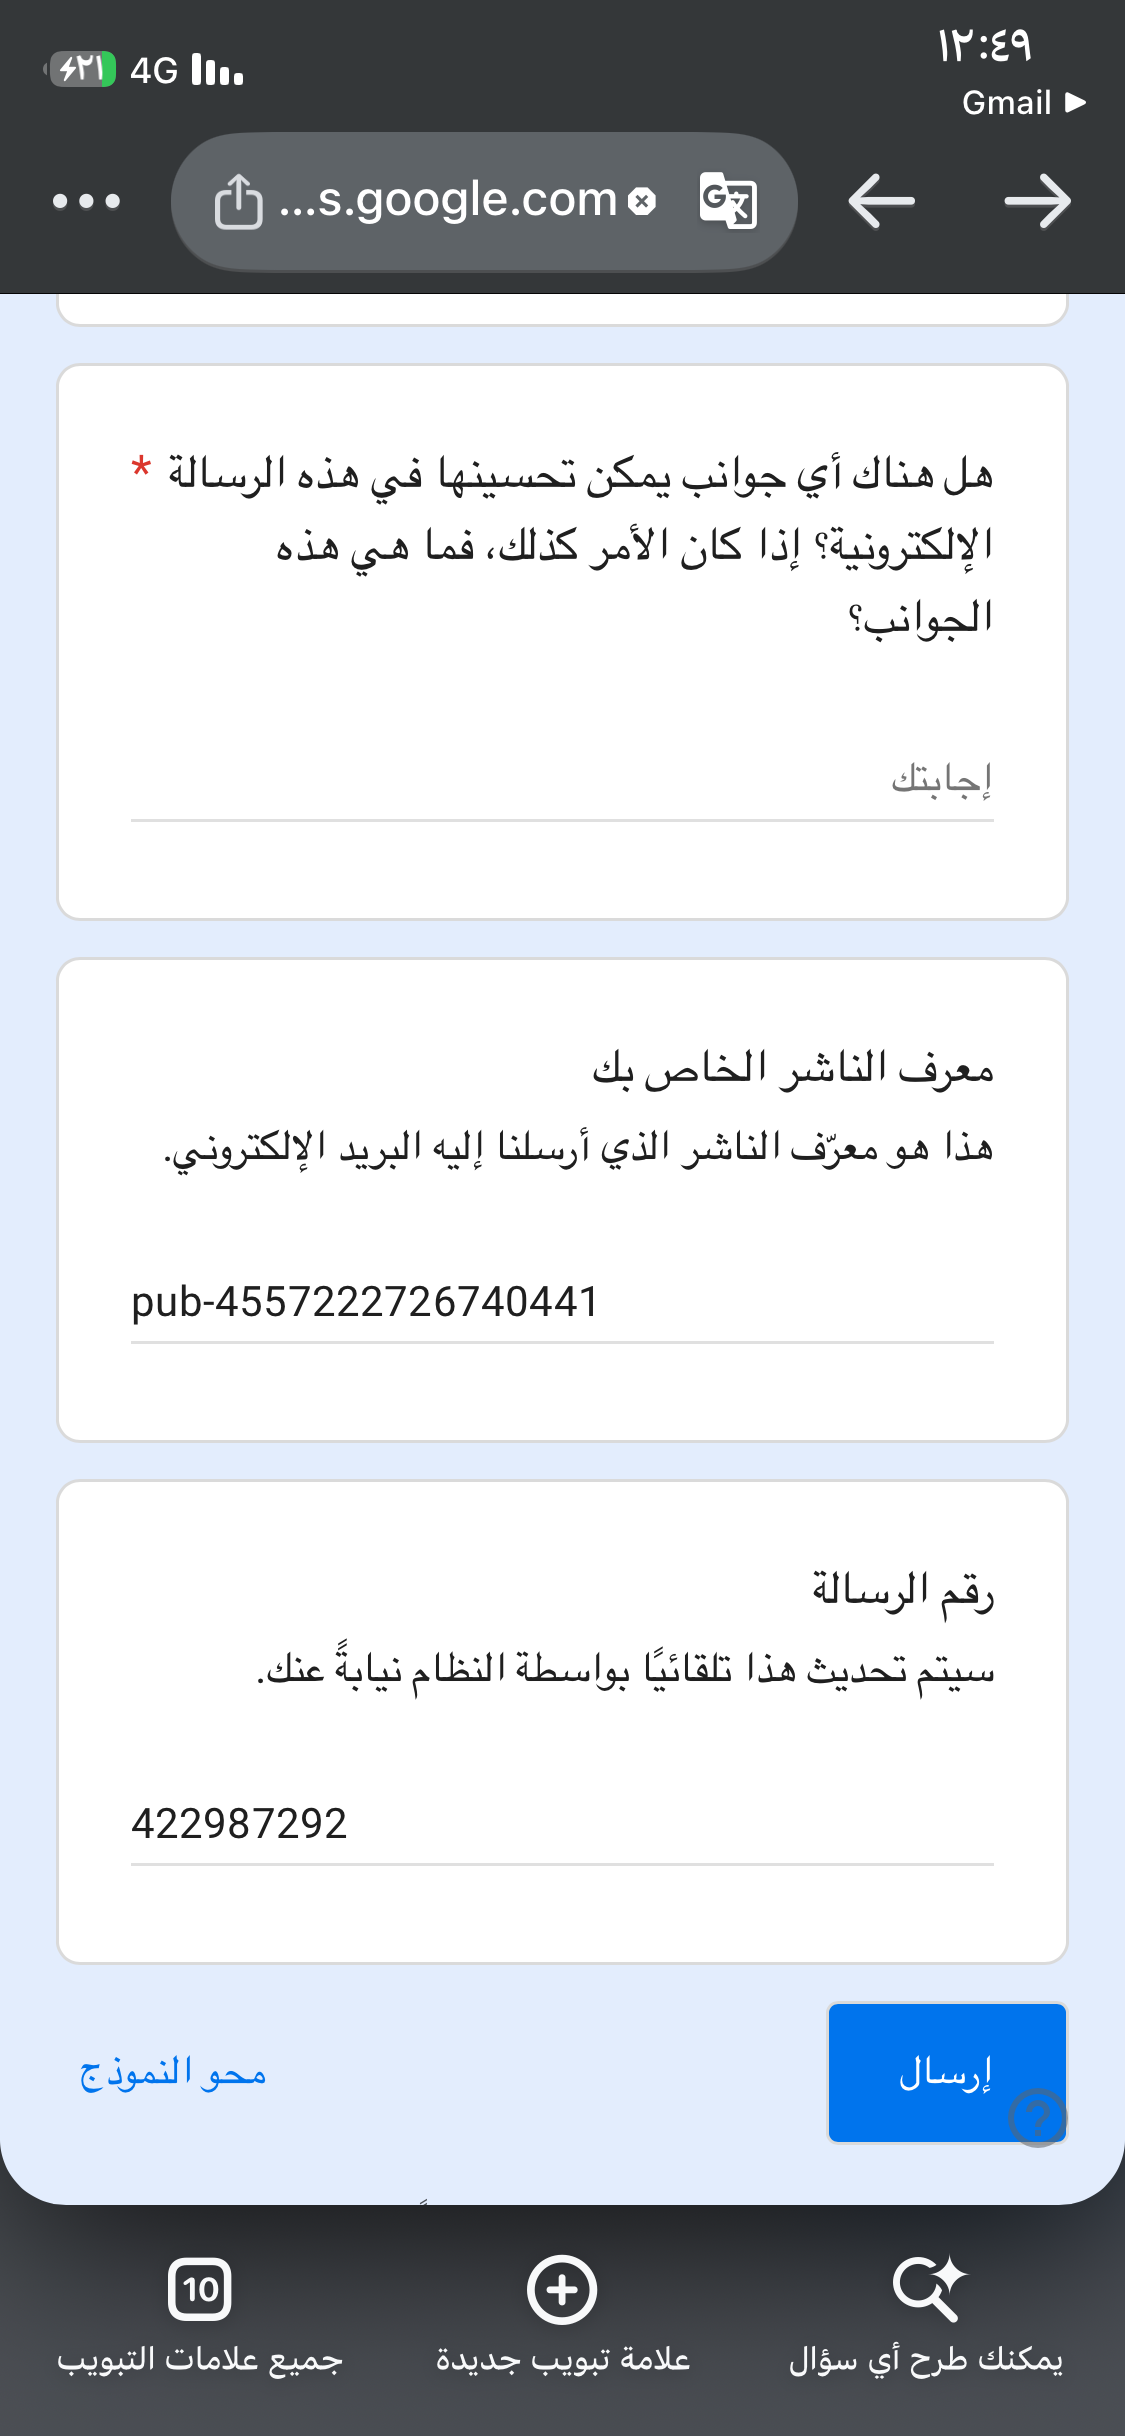 ١٢:٤٩
٢١ 4G
Gmail
...s.google.com
هل هناك أي جوانب يمكن تحسينها في هذه الرسالة *
الإلكترونية؟ إذا كان الأمر كذلك، فما هي هذه
الجوانب؟
إجابتك
معرف الناشر الخاص بك
هذا هو معرّف الناشر الذي أرسلنا إليه البريد الإلكتروني.
pub-4557222726740441
رقم الرسالة
سيتم تحديث هذا تلقائيًا بواسطة النظام نيابةً عنك.
422987292
إرسال
محو النموذج
يمكنك طرح أي سؤال
علامة تبويب جديدة
10
جميع علامات التبويب